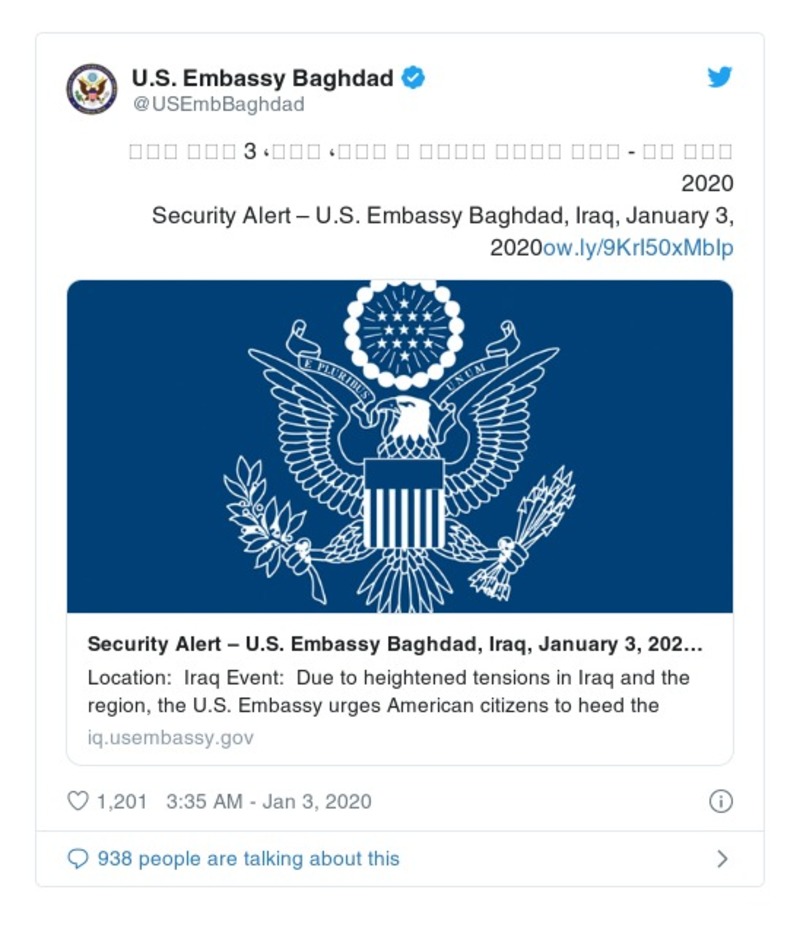 U.S. Embassy Baghdad
@USEmbBaghdad
3
2020
Security Alert – U.S. Embassy Baghdad, Iraq, January 3,
2020ow.ly/9KrI50xMbIp
E PLURIBUS UNUM
Security Alert – U.S. Embassy Baghdad, Iraq, January 3, 202...
Location: Iraq Event: Due to heightened tensions in Iraq and the
region, the U.S. Embassy urges American citizens to heed the
iq.usembassy.gov
1,201 3:35 AM - Jan 3, 2020
938 people are talking about this